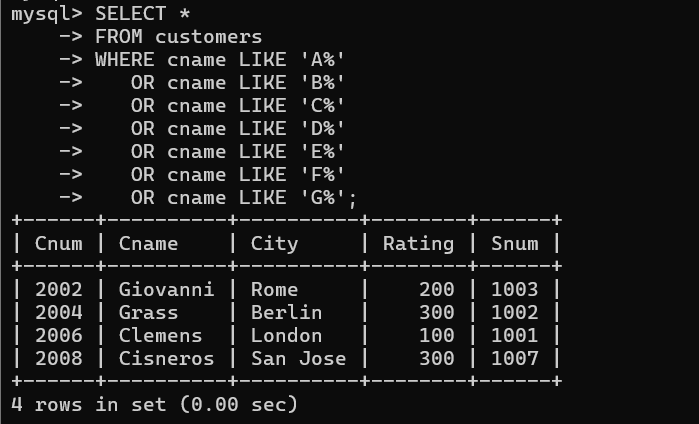 mysql> SELECT *
    -> FROM customers
    -> WHERE cname LIKE 'A%'
    ->    OR cname LIKE 'B%'
    ->    OR cname LIKE 'C%'
    ->    OR cname LIKE 'D%'
    ->    OR cname LIKE 'E%'
    ->    OR cname LIKE 'F%'
    ->    OR cname LIKE 'G%';
+------+----------+----------+--------+------+
| Cnum | Cname    | City     | Rating | Snum |
+------+----------+----------+--------+------+
| 2002 | Giovanni | Rome     |    200 | 1003 |
| 2004 | Grass    | Berlin   |    300 | 1002 |
| 2006 | Clemens  | London   |    100 | 1001 |
| 2008 | Cisneros | San Jose |    300 | 1007 |
+------+----------+----------+--------+------+
4 rows in set (0.00 sec)